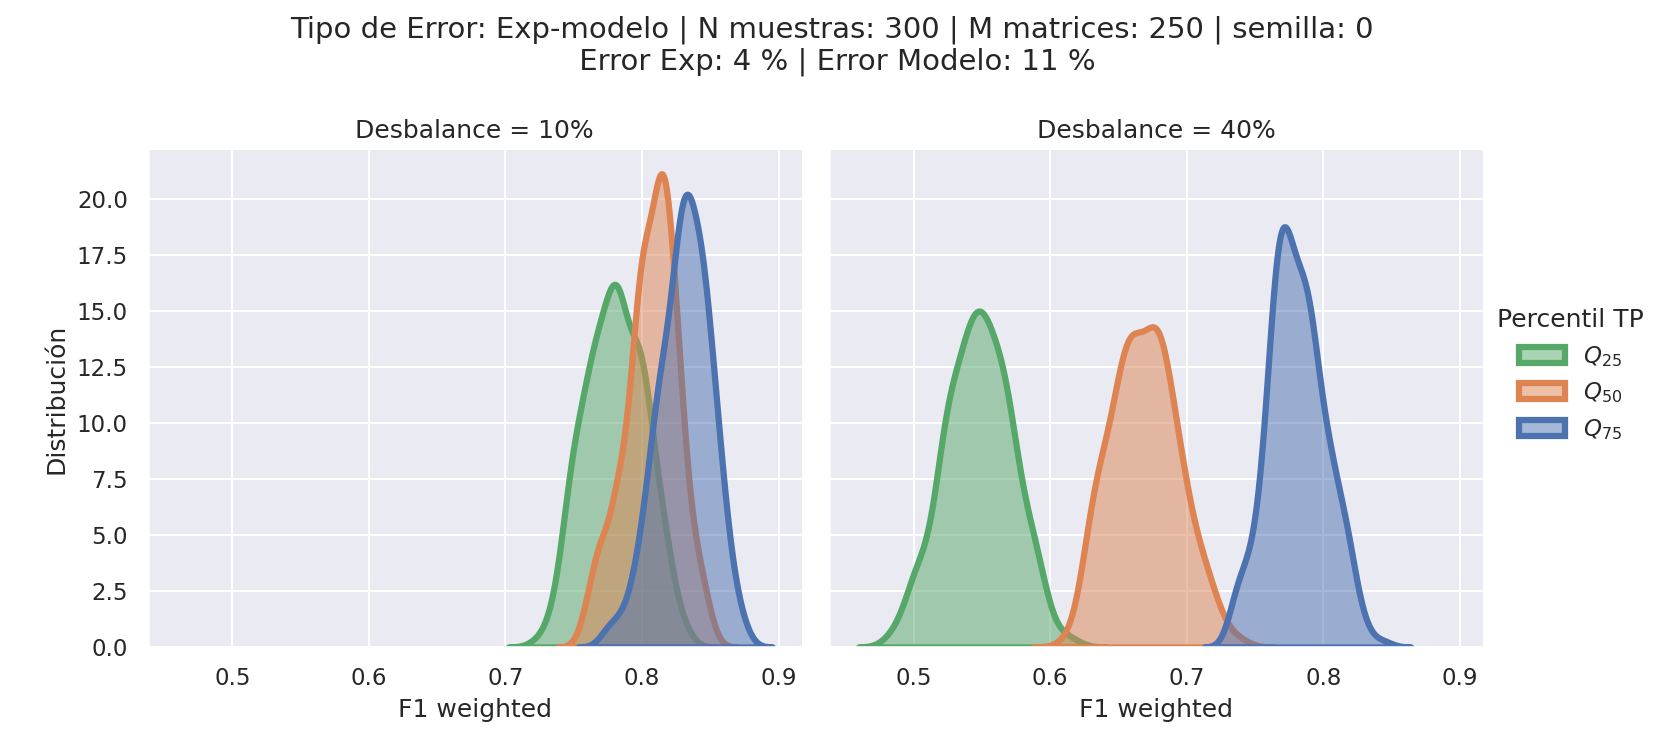 Tipo de Error: Exp-modelo | N muestras: 300 | M matrices: 250 | semilla: 0
Error Exp: 4 % | Error Modelo: 11 %
Desbalance = 10%
Desbalance = 40%
20.0
17.5
15.0
12.5
10.0
7.5
5.0
2.5
0.0
Distribución
0.5 0.6 0.7 0.8 0.9
F1 weighted
0.5 0.6 0.7 0.8 0.9
F1 weighted
Percentil TP
Q25
Q50
Q75